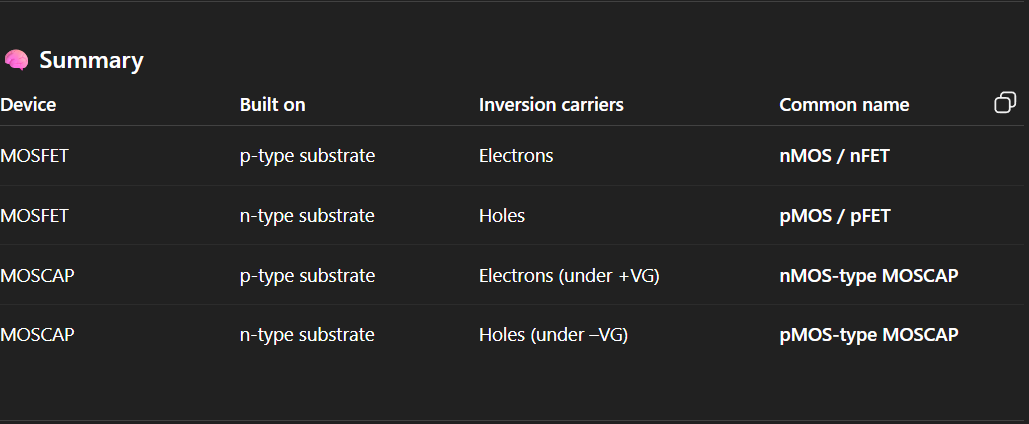 🧠 Summary
Device Built on Inversion carriers Common name
MOSFET p-type substrate Electrons nMOS / nFET
MOSFET n-type substrate Holes pMOS / pFET
MOSCAP p-type substrate Electrons (under +VG) nMOS-type MOSCAP
MOSCAP n-type substrate Holes (under –VG) pMOS-type MOSCAP